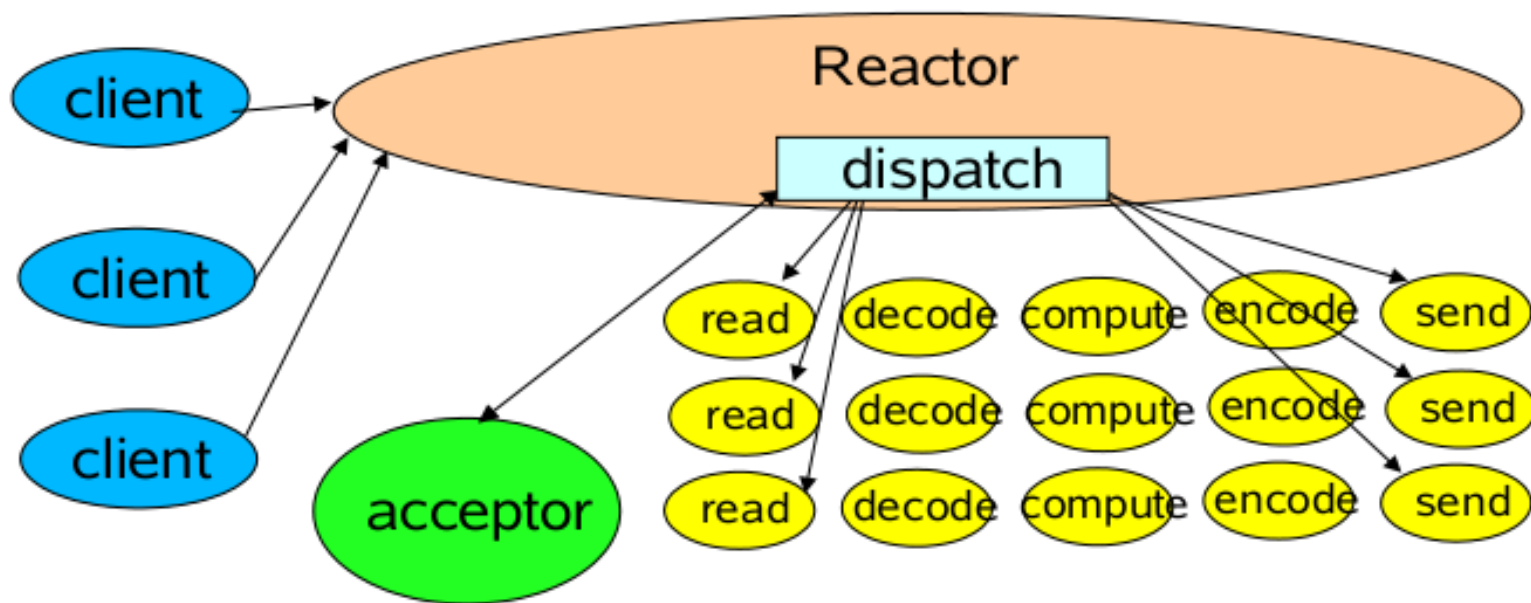 Reactor
client
dispatch
client
read decode compute encode send
client
read decode compute encode send
acceptor
read decode compute encode send